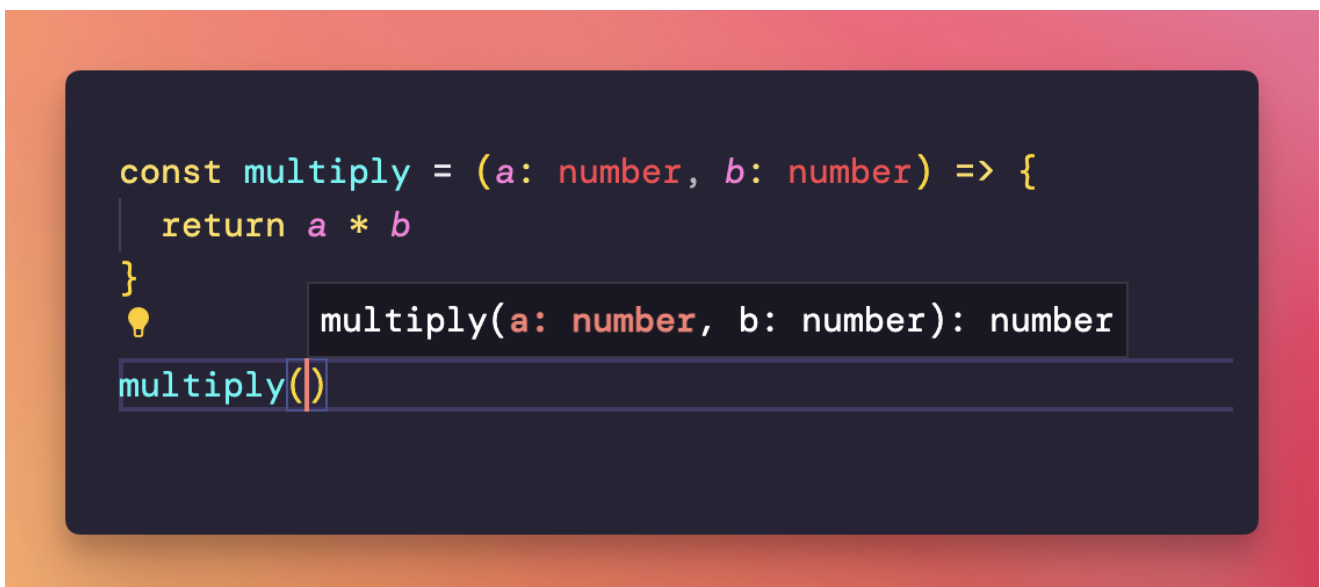 const multiply = (a: number, b: number) => {
return a * b
}
multiply(a: number, b: number): number
multiply()